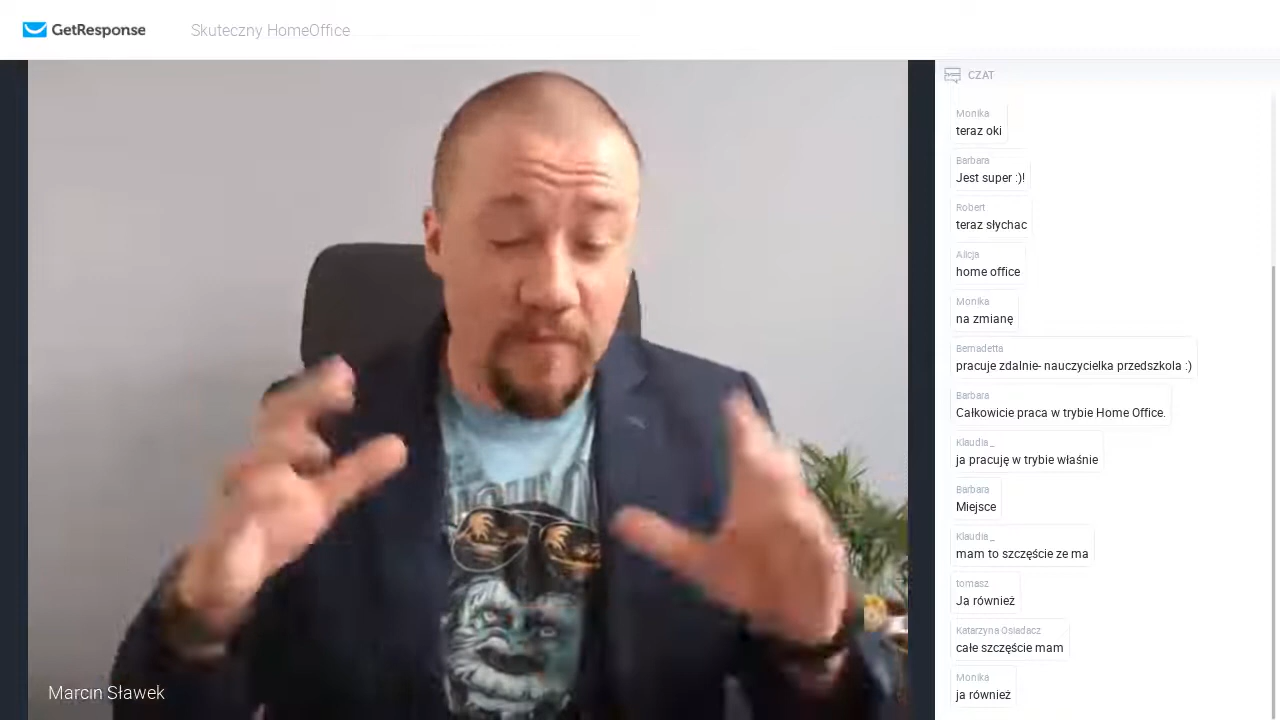 GetResponse
Skuteczny HomeOffice
CZAT
Monika
teraz oki
Barbara
Jest super :)!
Robert
teraz słychac
Alicja
home office
Monika
na zmianę
Bernadetta
pracuje zdalnie- nauczycielka przedszkola :)
Barbara
Całkowicie praca w trybie Home Office.
Klaudia _
ja pracuję w trybie właśnie
Barbara
Miejsce
Klaudia _
mam to szczęście ze ma
tomasz
Ja również
Katarzyna Osiadacz
całe szczęście mam
Monika
ja również
Marcin Sławek